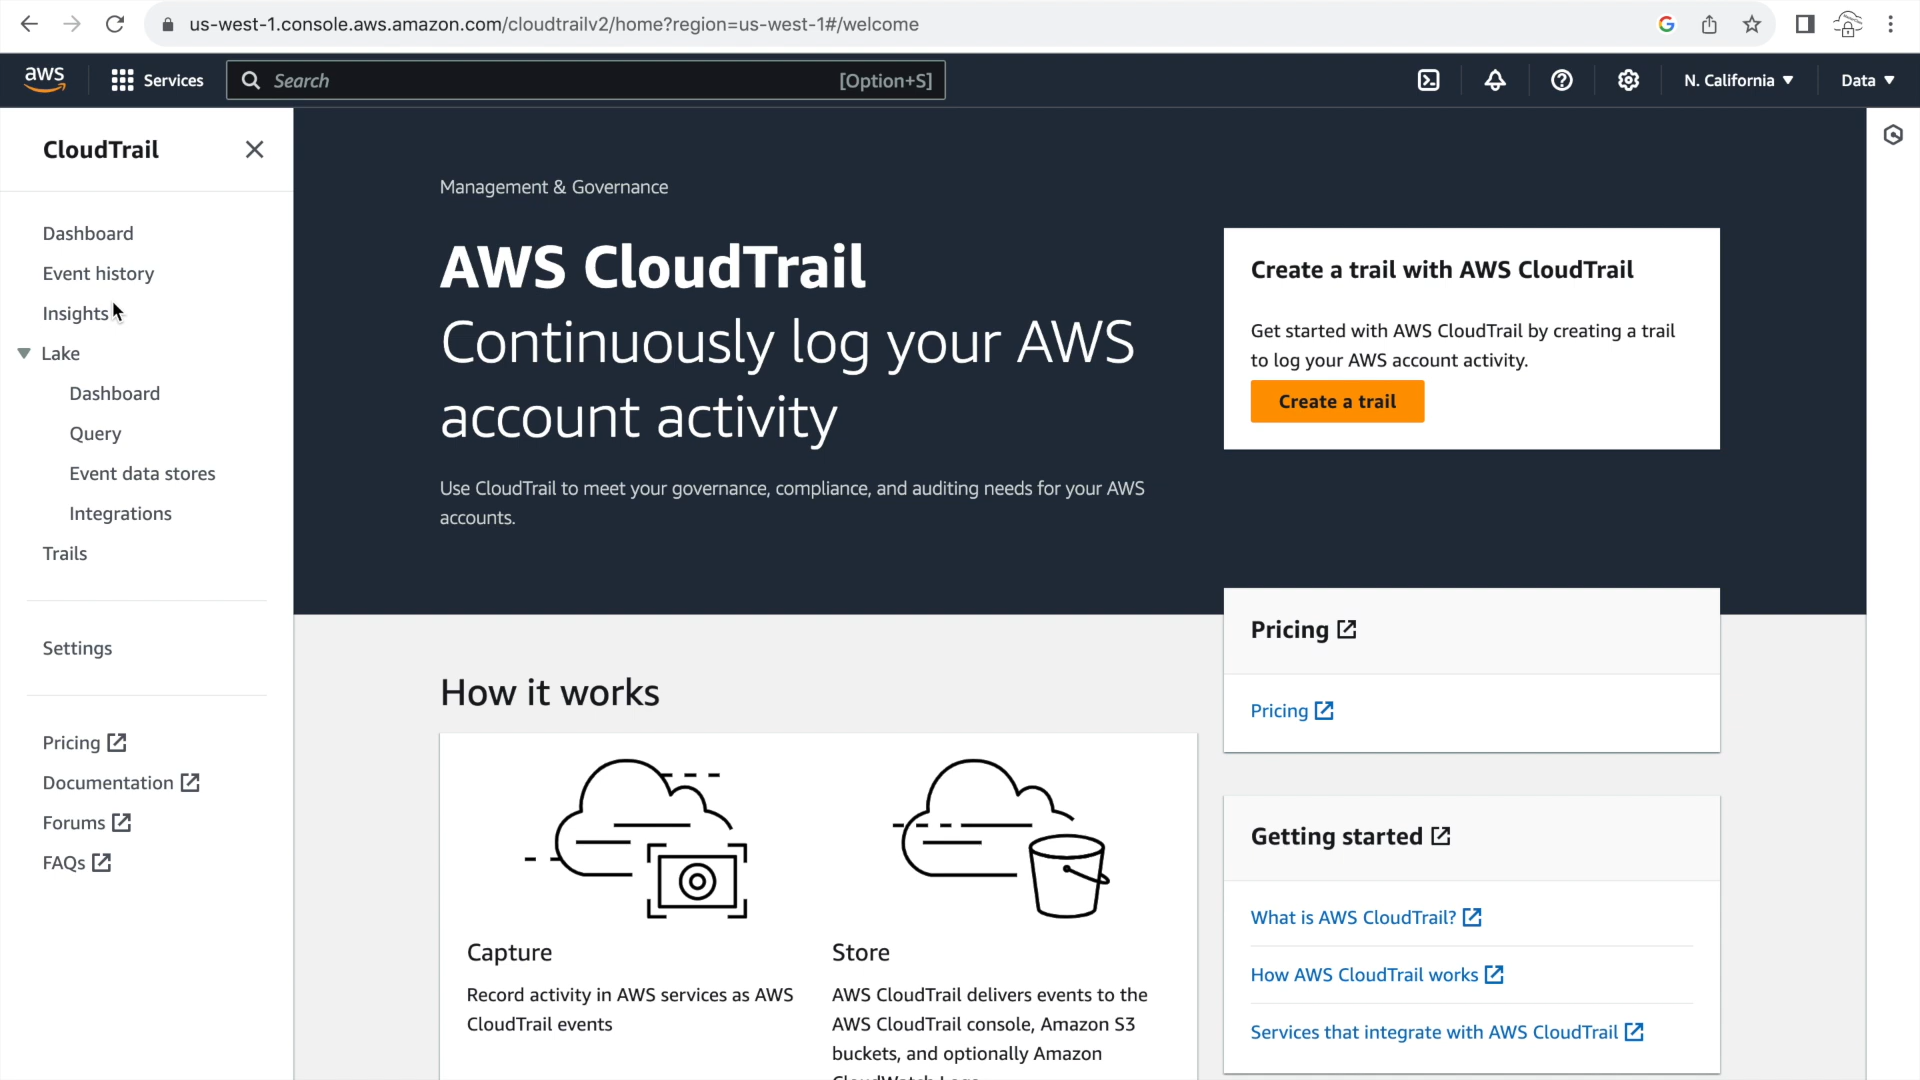 us-west-1.console.aws.amazon.com/cloudtrailv2/home?region=us-west-1#/welcome
aws
Services
Search
[Option+S]
N. California
Data
CloudTrail
Dashboard
Event history
Insights
Lake
Dashboard
Query
Event data stores
Integrations
Trails
Settings
Pricing
Documentation
Forums
FAQs
Management & Governance
AWS CloudTrail
Continuously log your AWS
account activity
Use CloudTrail to meet your governance, compliance, and auditing needs for your AWS
accounts.
Create a trail with AWS CloudTrail
Get started with AWS CloudTrail by creating a trail
to log your AWS account activity.
Create a trail
How it works
Capture
Record activity in AWS services as AWS
CloudTrail events
Store
AWS CloudTrail delivers events to the
AWS CloudTrail console, Amazon S3
buckets, and optionally Amazon
CloudWatch Logs
Pricing
Pricing
Getting started
What is AWS CloudTrail?
How AWS CloudTrail works
Services that integrate with AWS CloudTrail